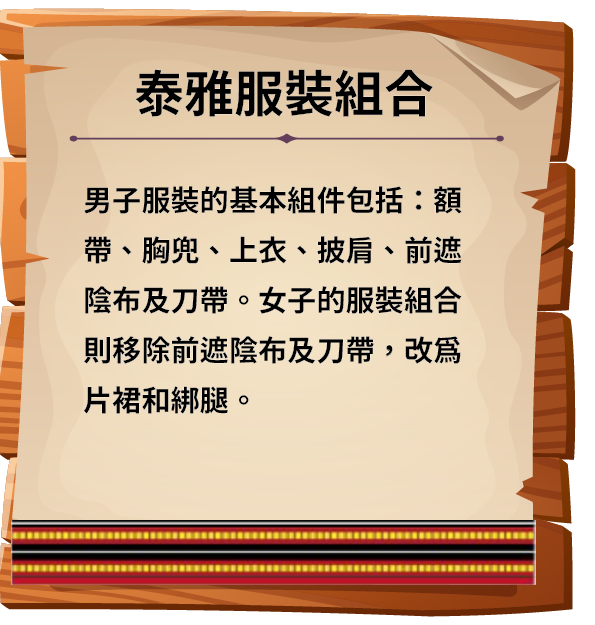 泰雅服裝組合
男子服裝的基本組件包括：額
帶、胸兜、上衣、披肩、前遮
陰布及刀帶。女子的服裝組合
則移除前遮陰布及刀帶，改爲
片裙和綁腿。